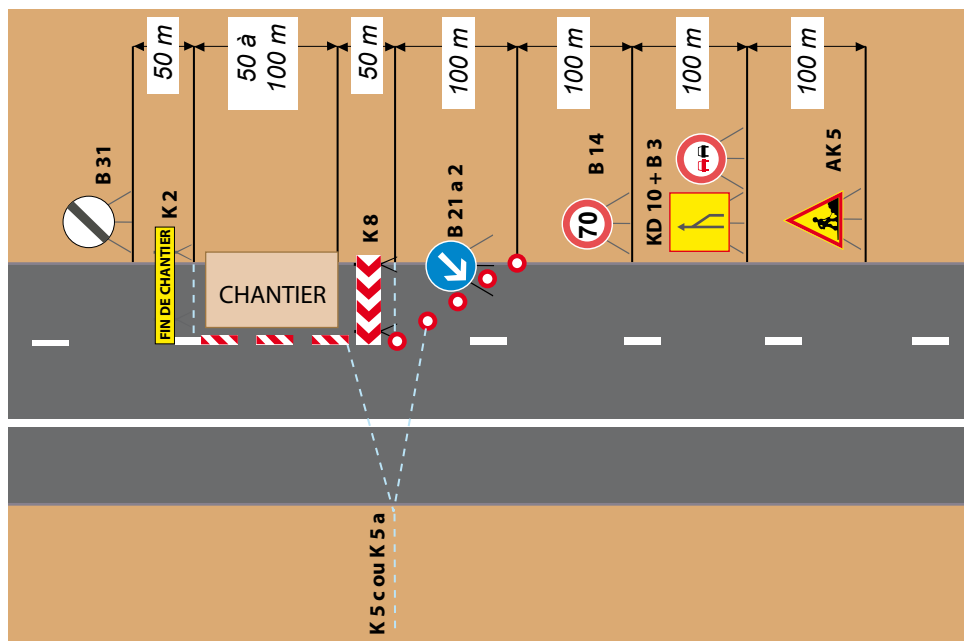 50 m
50 à
100 m
50 m
100 m
100 m
100 m
100 m
B 31
K 2
K 8
B 21 a 2
B 14
KD 10 + B 3
AK 5
70
FIN DE CHANTIER
CHANTIER
K 5 c ou K 5 a